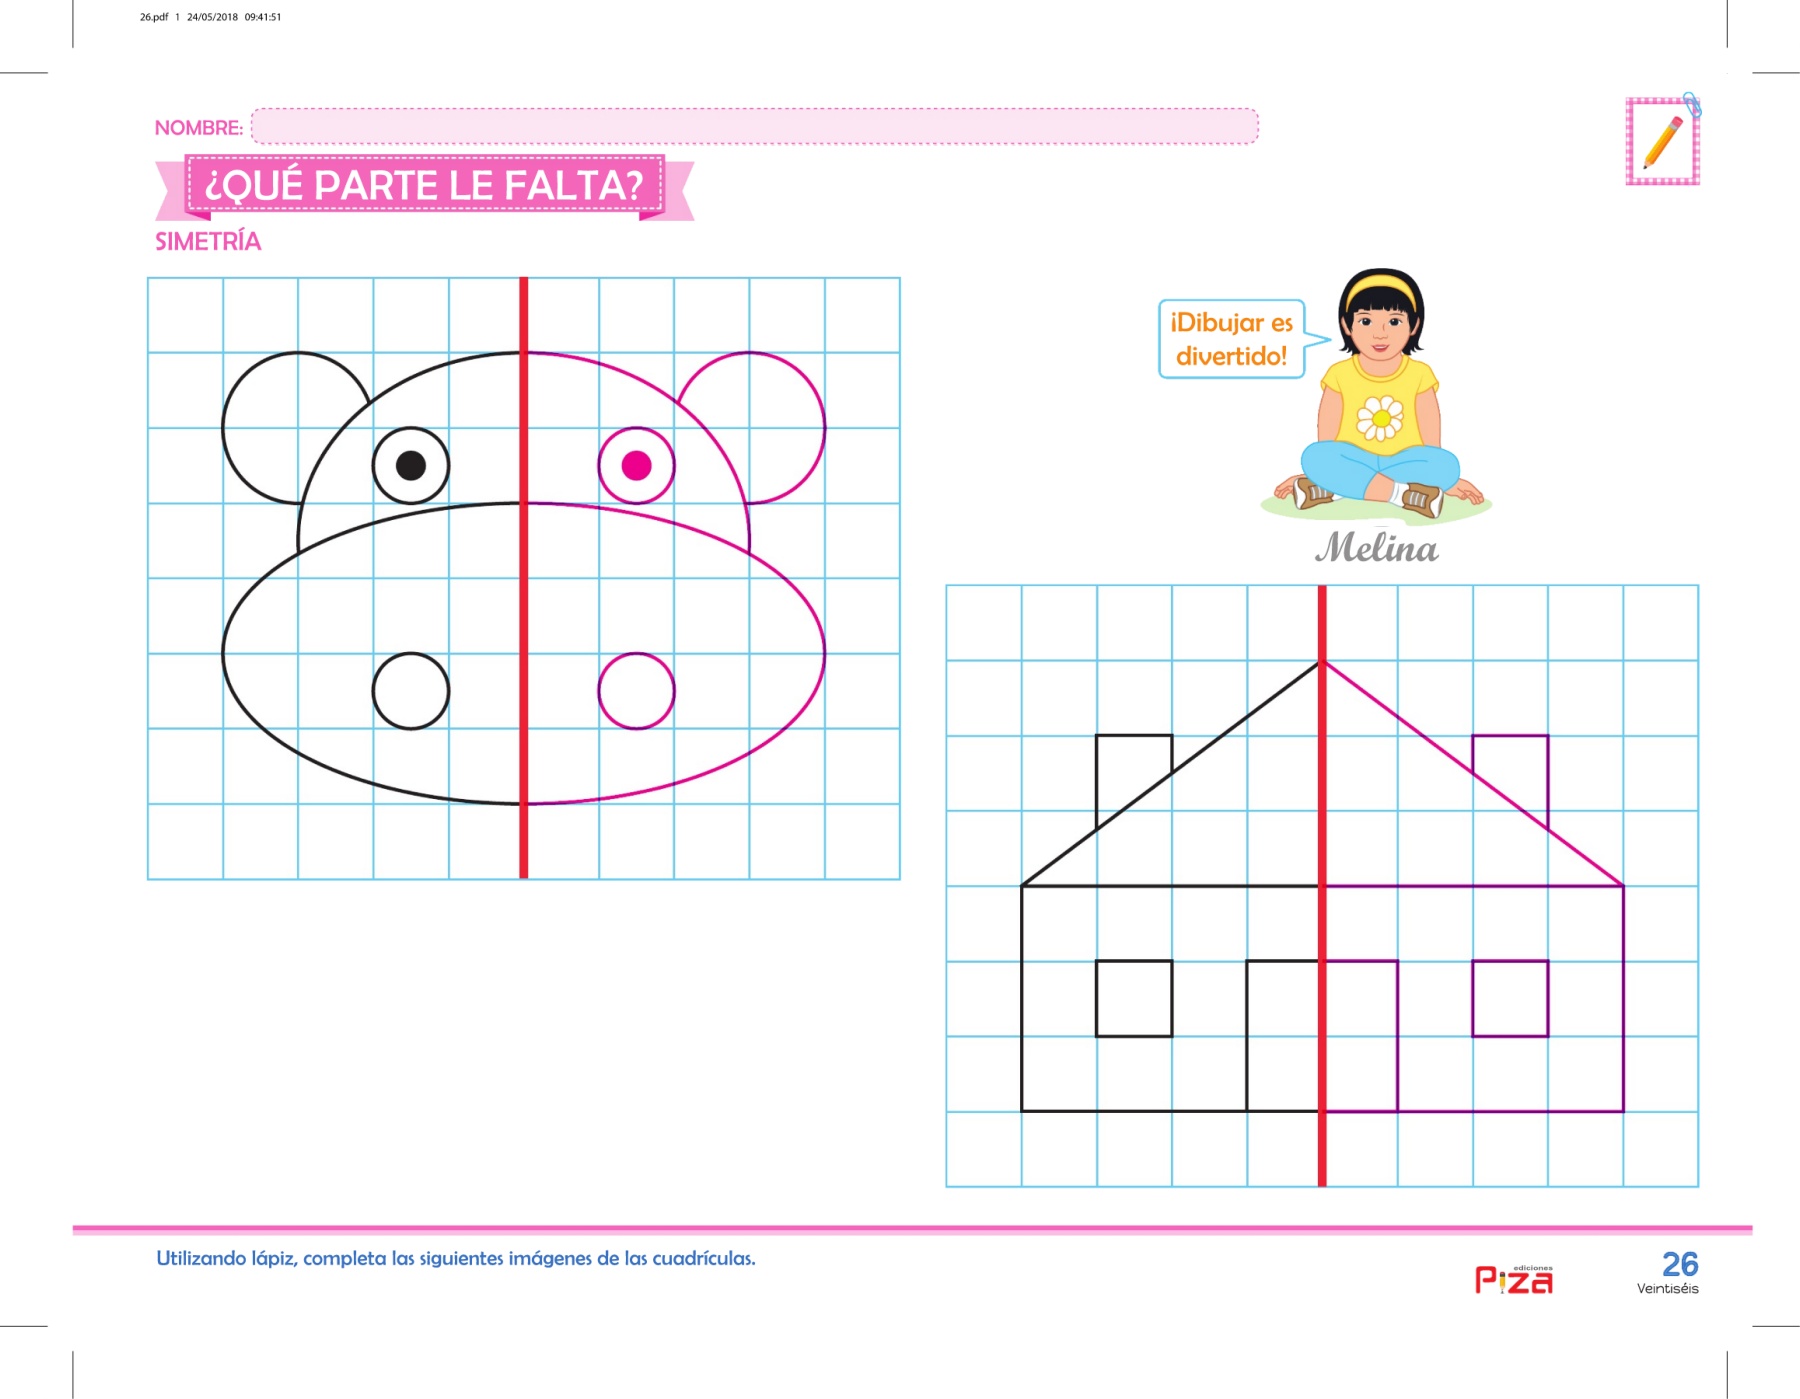 26.pdf 1 24/05/2018 09:41:51
NOMBRE:
¿QUÉ PARTE LE FALTA?
SIMETRÍA
¡Dibujar es
divertido!
Melina
Utilizando lápiz, completa las siguientes imágenes de las cuadrículas.
ediciones
Piza
26
Veintiséis